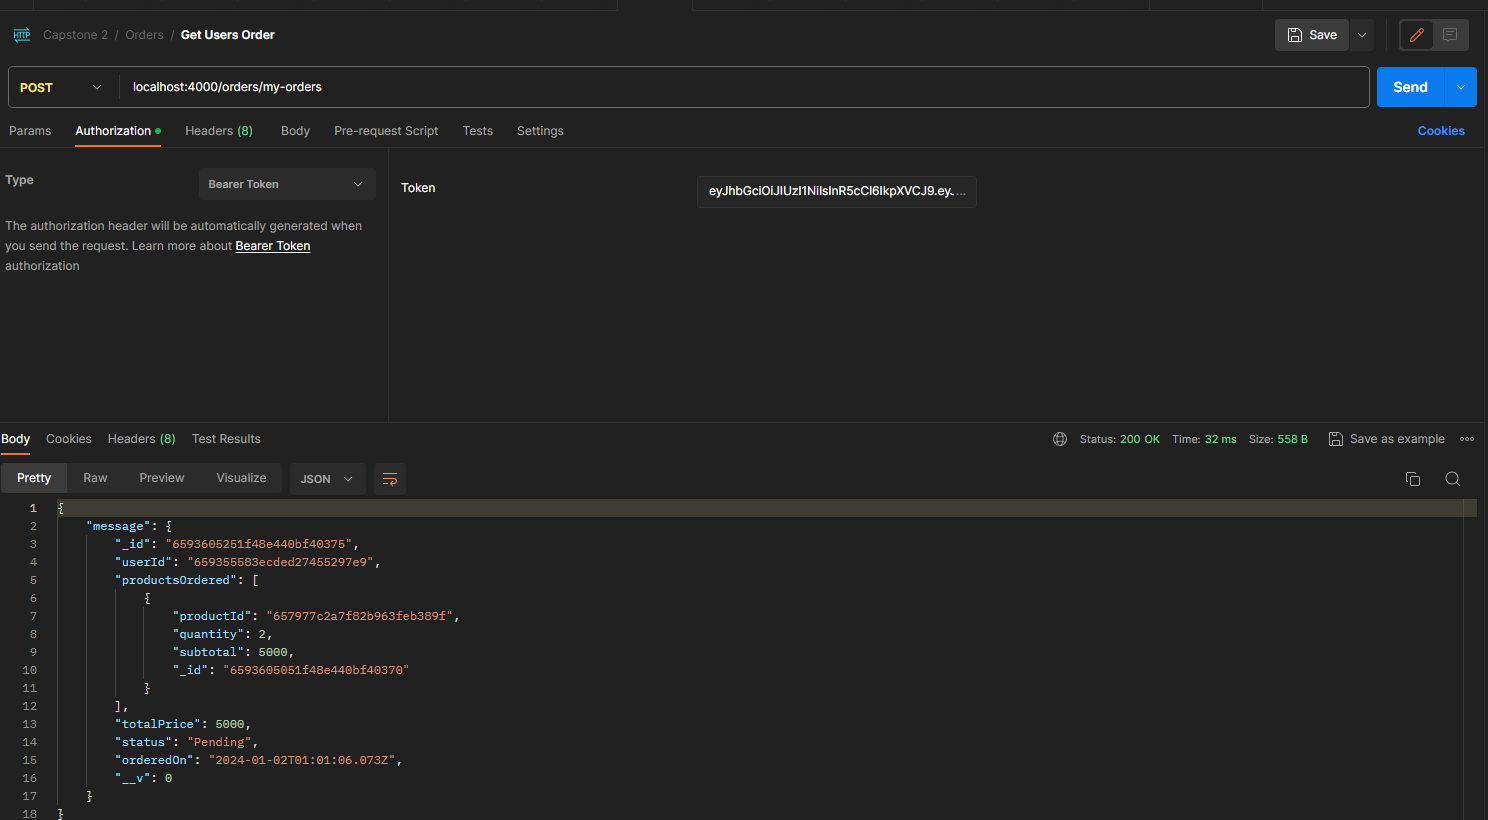 HTTP Capstone 2 / Orders / Get Users Order Save
POST localhost:4000/orders/my-orders Send
Params Authorization Headers (8) Body Pre-request Script Tests Settings Cookies
Type Bearer Token
Token eyJhbGciOiJIUzI1NiIsInR5cCI6IkpXVCJ9.eyJ...
The authorization header will be automatically generated when
you send the request. Learn more about Bearer Token
authorization
Body Cookies Headers (8) Test Results Status: 200 OK Time: 32 ms Size: 558 B Save as example
Pretty Raw Preview Visualize JSON
1 {
2 "message": {
3 "_id": "6593605251f48e440bf40375",
4 "userId": "659355583ecded27455297e9",
5 "productsOrdered": [
6 {
7 "productId": "657977c2a7f82b963feb389f",
8 "quantity": 2,
9 "subtotal": 5000,
10 "_id": "6593605051f48e440bf40370"
11 }
12 ],
13 "totalPrice": 5000,
14 "status": "Pending",
15 "orderedOn": "2024-01-02T01:01:06.073Z",
16 "__v": 0
17 }
18 }